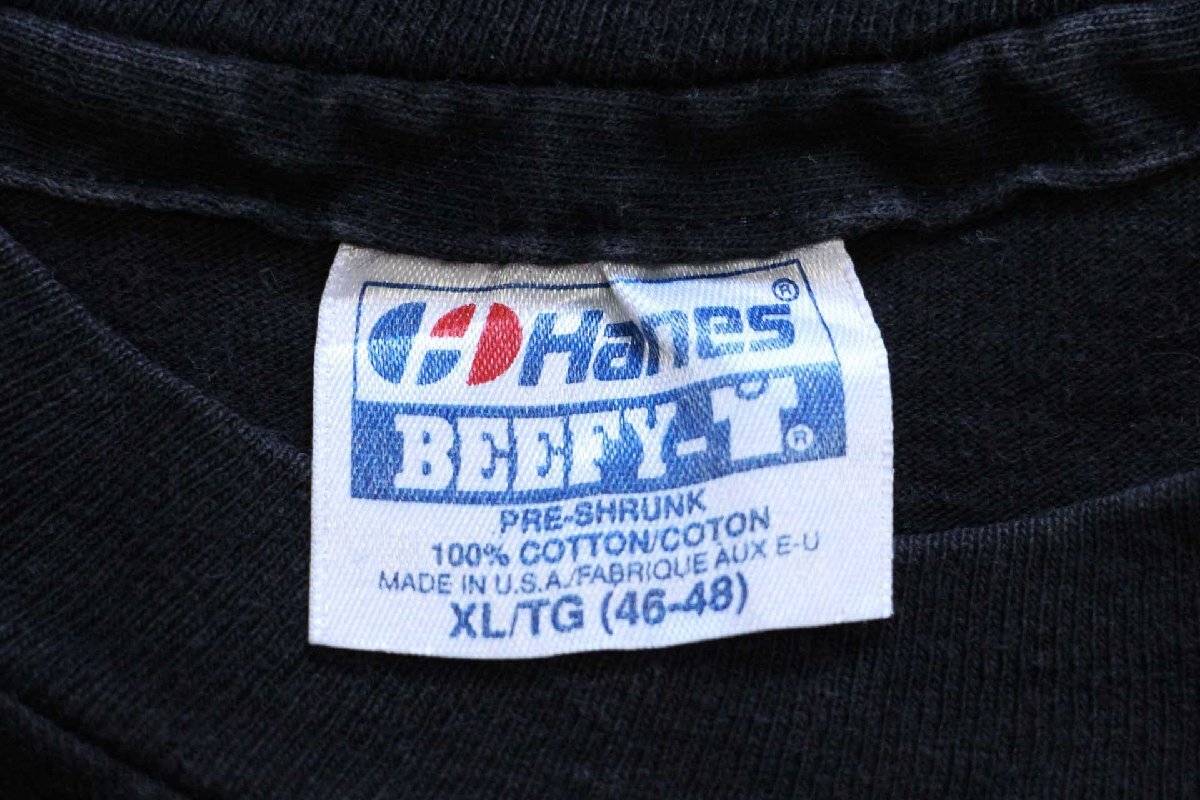 Hanes®
BEEFY-T®
PRE-SHRUNK
100% COTTON/COTON
MADE IN U.S.A./FABRIQUE AUX E-U
XL/TG (46-48)